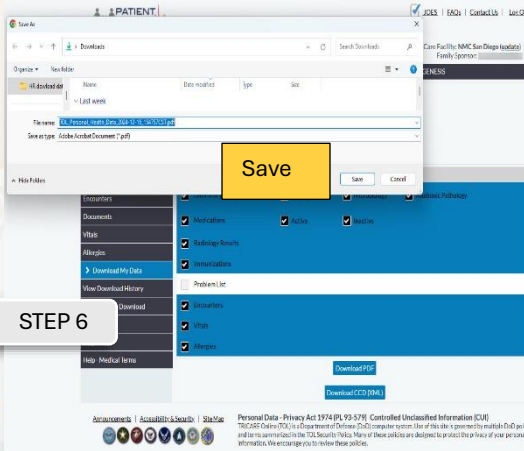 PATIENT
JOES | FAQs | Contact Us |
Save As
Downloads
Search Downloads
Care Facility: NMC San Diego (update)
Family Sponsor:
Organize
New folder
GENESIS
Name
Date modified
Type
Size
Last week
File name:
Save as type: Adobe Acrobat Document (*.pdf)
Save
Hide Folders
Save
Cancel
Encounters
Documents
Medications
Active
Inactive
Vitals
Radiology Results
Allergies
Immunizations
Download My Data
View Download History
Problem List
Download
Encounters
STEP 6
Vitals
Allergies
Help - Medical Terms
Download PDF
Download CCD (XML)
Announcements | Accessibility & Security | Site Map
Personal Data - Privacy Act 1974 (PL 93-579) Controlled Unclassified Information (CUI)
TRICARE Online (TOL) is a Department of Defense (DoD) computer system. Use of this site is governed by multiple DoD
and terms summarized in the TOL Security Policy. Many of these policies are designed to protect the privacy of your
information. We encourage you to review these policies.